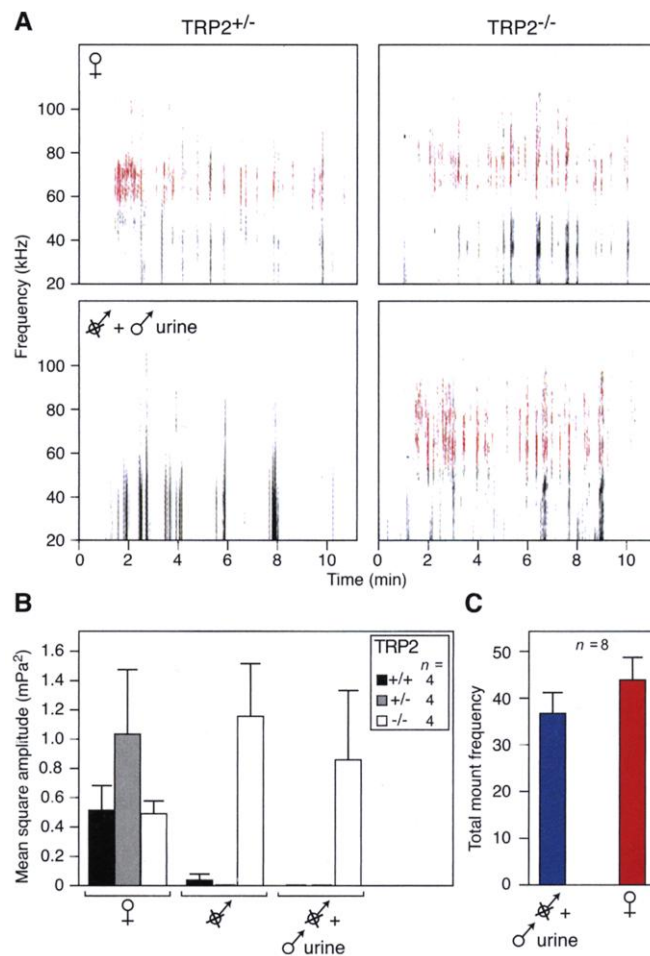 A
TRP2+/-
TRP2-/-
♀
100
80
60
40
20
+ ♂ urine
100
80
60
40
20
Frequency (kHz)
0 2 4 6 8 10
0 2 4 6 8 10
Time (min)
B
1.6
1.4
1.2
1.0
0.8
0.6
0.4
0.2
0
Mean square amplitude (mPa2)
TRP2
n =
+/+ 4
+/- 4
-/- 4
♀
+
♂ urine
C
n = 8
50
40
30
20
10
0
Total mount frequency
+
♂ urine
♀